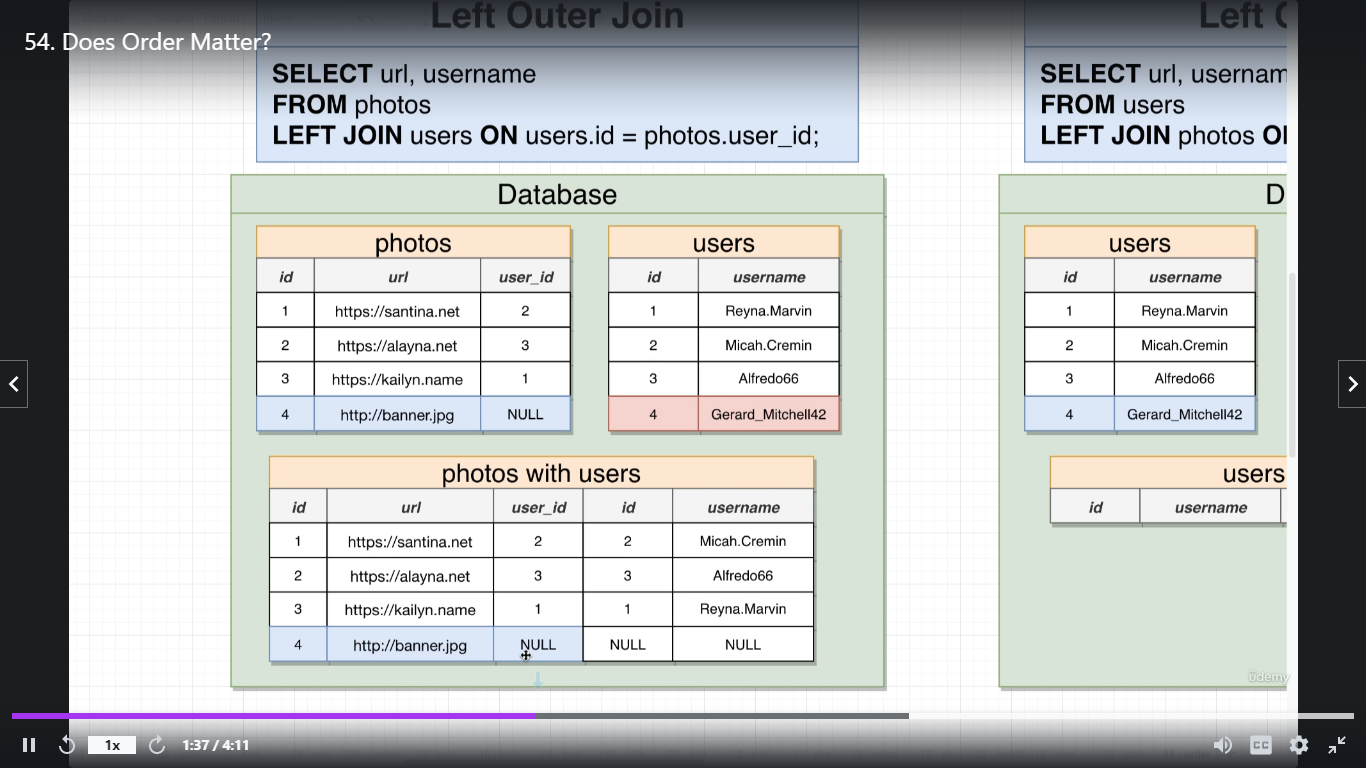 Left Outer Join
Left
54. Does Order Matter?
SELECT url, username
FROM photos
LEFT JOIN users ON users.id = photos.user_id;
SELECT url, usernam
FROM users
LEFT JOIN photos O
Database
photos
id url user_id
1 https://santina.net 2
2 https://alayna.net 3
3 https://kailyn.name 1
4 http://banner.jpg NULL
users
id username
1 Reyna.Marvin
2 Micah.Cremin
3 Alfredo66
4 Gerard_Mitchell42
photos with users
id url user_id id username
1 https://santina.net 2 2 Micah.Cremin
2 https://alayna.net 3 3 Alfredo66
3 https://kailyn.name 1 1 Reyna.Marvin
4 http://banner.jpg NULL NULL NULL
D
users
id username
1 Reyna.Marvin
2 Micah.Cremin
3 Alfredo66
4 Gerard_Mitchell42
users
id username
ûdemy
1x
1:37 / 4:11
CC